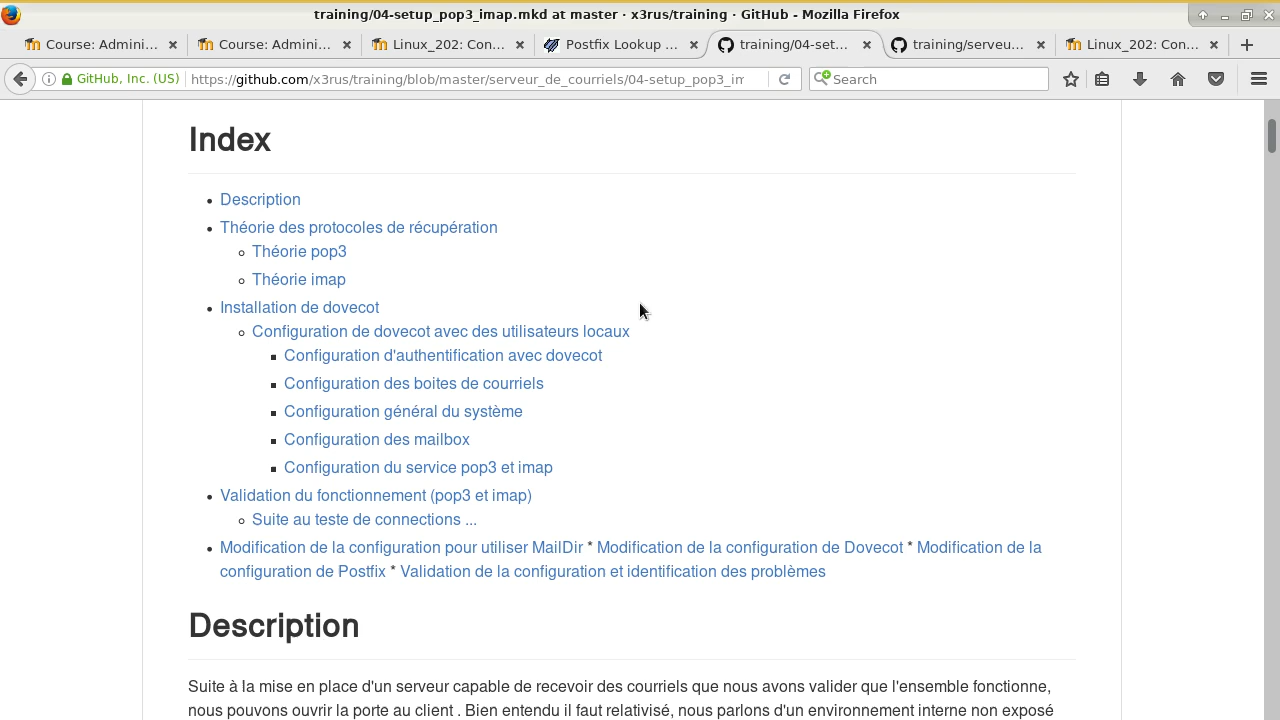 training/04-setup_pop3_imap.mkd at master · x3rus/training · GitHub - Mozilla Firefox
Course: Admini...
Course: Admini...
Linux_202: Con...
Postfix Lookup ...
training/04-set...
training/serveu...
Linux_202: Con...
GitHub, Inc. (US)
https://github.com/x3rus/training/blob/master/serveur_de_courriels/04-setup_pop3_im
Search
Index
Description
Théorie des protocoles de récupération
Théorie pop3
Théorie imap
Installation de dovecot
Configuration de dovecot avec des utilisateurs locaux
Configuration d'authentification avec dovecot
Configuration des boites de courriels
Configuration général du système
Configuration des mailbox
Configuration du service pop3 et imap
Validation du fonctionnement (pop3 et imap)
Suite au teste de connections ...
Modification de la configuration pour utiliser MailDir * Modification de la configuration de Dovecot * Modification de la
configuration de Postfix * Validation de la configuration et identification des problèmes
Description
Suite à la mise en place d'un serveur capable de recevoir des courriels que nous avons valider que l'ensemble fonctionne,
nous pouvons ouvrir la porte au client . Bien entendu il faut relativisé, nous parlons d'un environnement interne non exposé